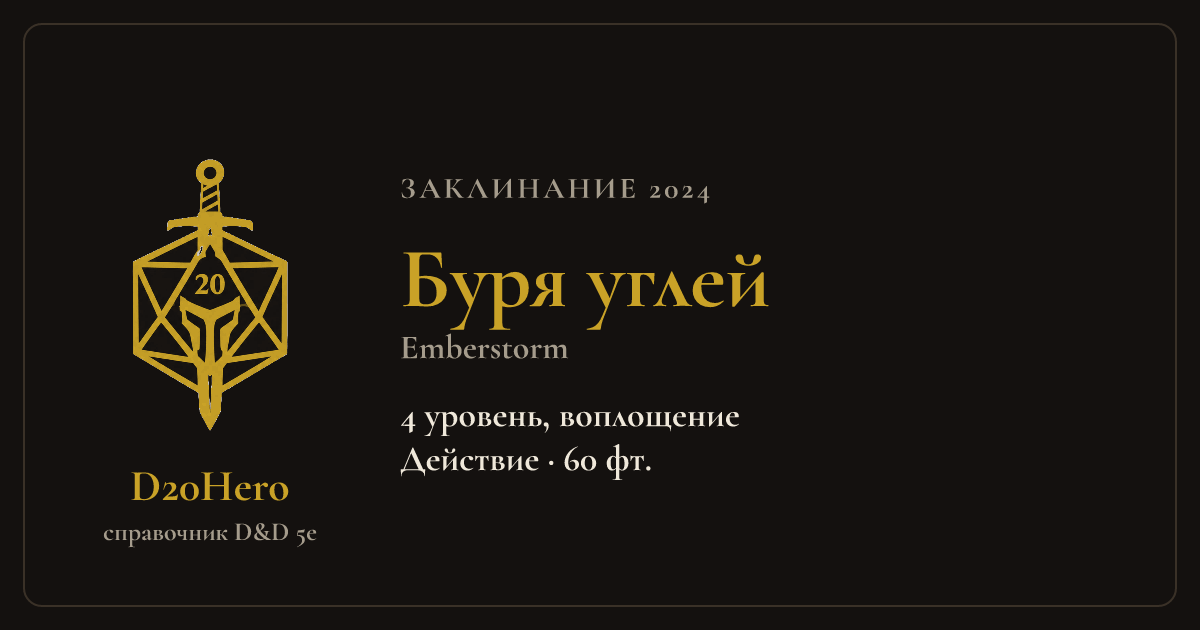 20
D20Hero
справочник D&D 5e
ЗАКЛИНАНИЕ 2024
Буря углей
Emberstorm
4 уровень, воплощение
Действие · 60 фт.